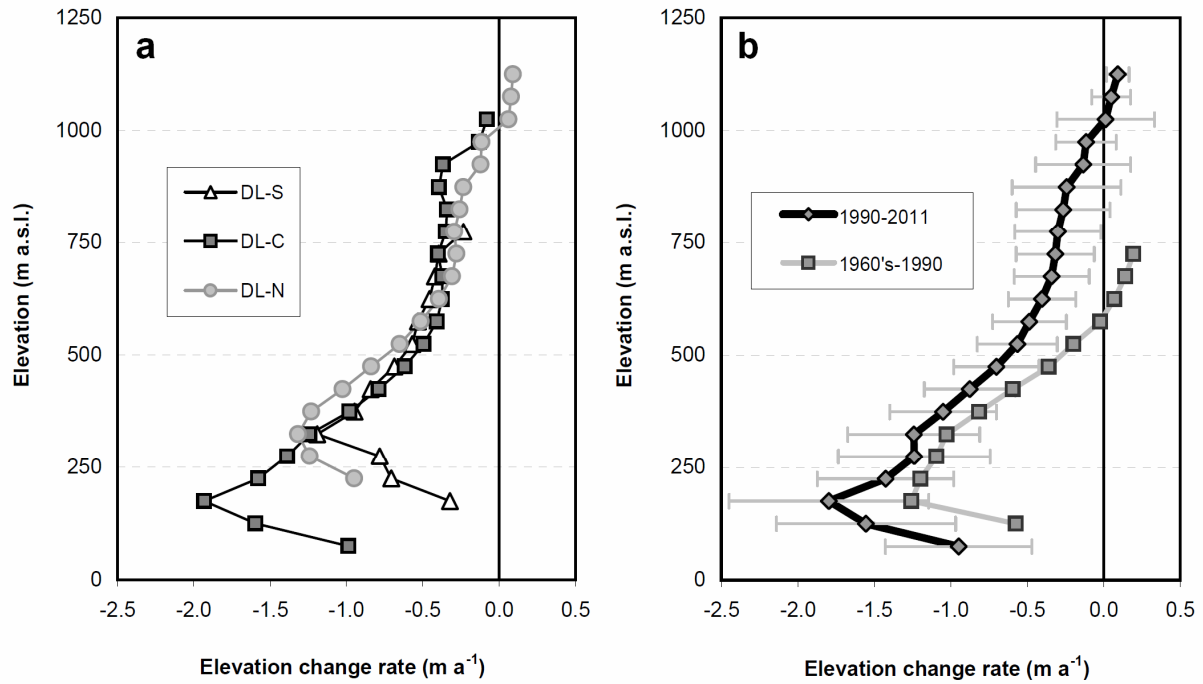 a
1250
1000
750
500
250
0
-2.5 -2.0 -1.5 -1.0 -0.5 0.0 0.5
Elevation (m a.s.l.)
Elevation change rate (m a⁻¹)
DL-S
DL-C
DL-N
b
1250
1000
750
500
250
0
-2.5 -2.0 -1.5 -1.0 -0.5 0.0 0.5
Elevation (m a.s.l.)
Elevation change rate (m a⁻¹)
1990-2011
1960's-1990